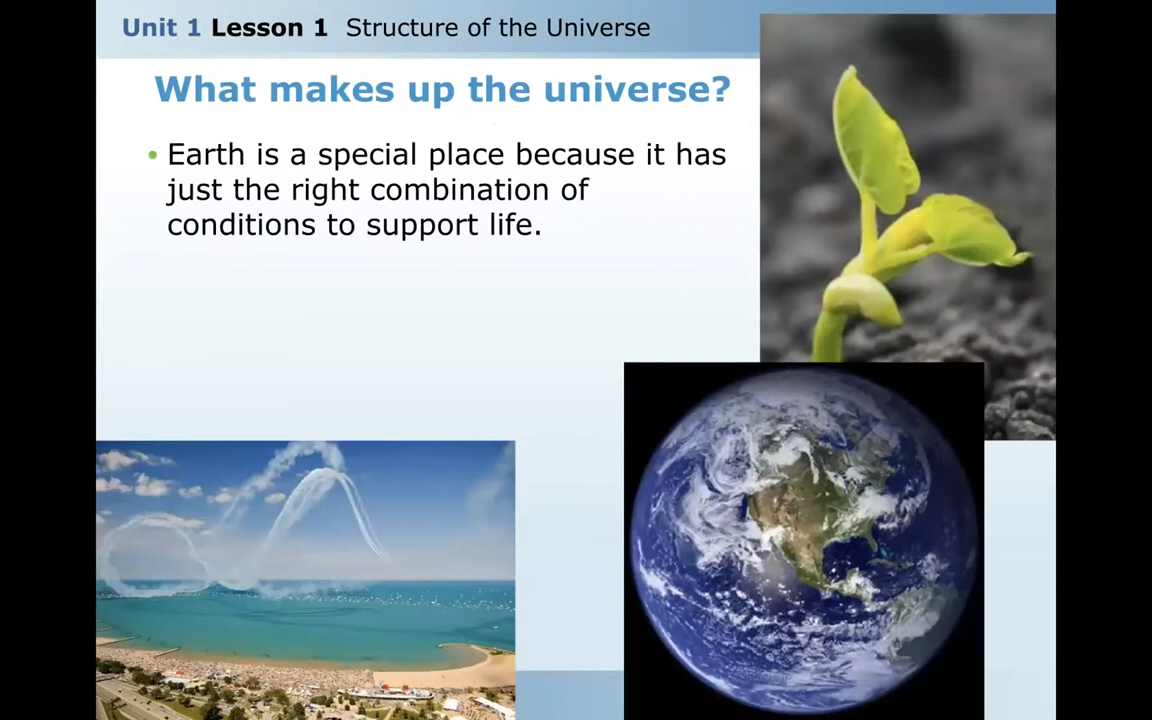 Unit 1 Lesson 1 Structure of the Universe
What makes up the universe?
• Earth is a special place because it has
just the right combination of
conditions to support life.